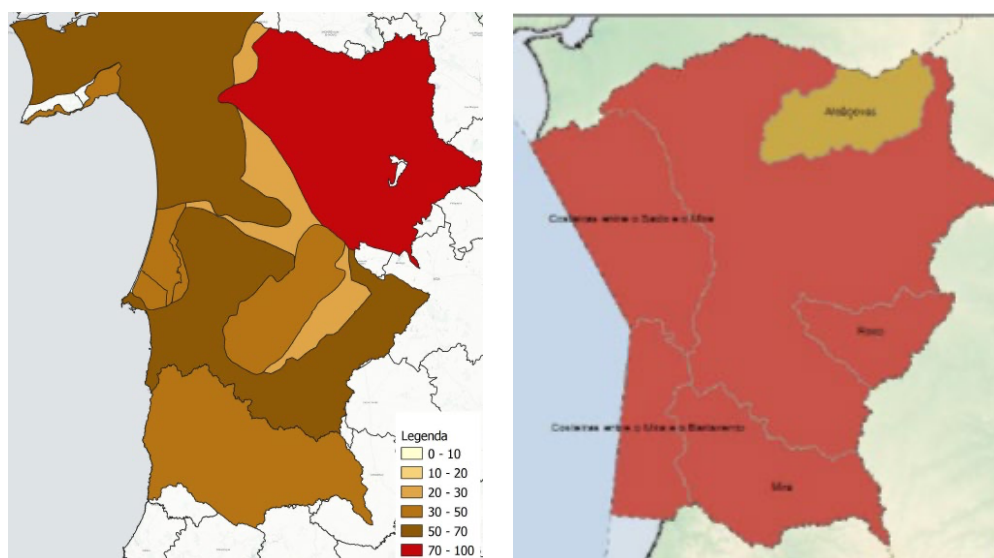 Legenda
0 - 10
10 - 20
20 - 30
30 - 50
50 - 70
70 - 100
Alcáçovas
Costeiras entre o Sado e o Mira
Roxo
Costeiras entre o Mira e o Barlavento
Mira